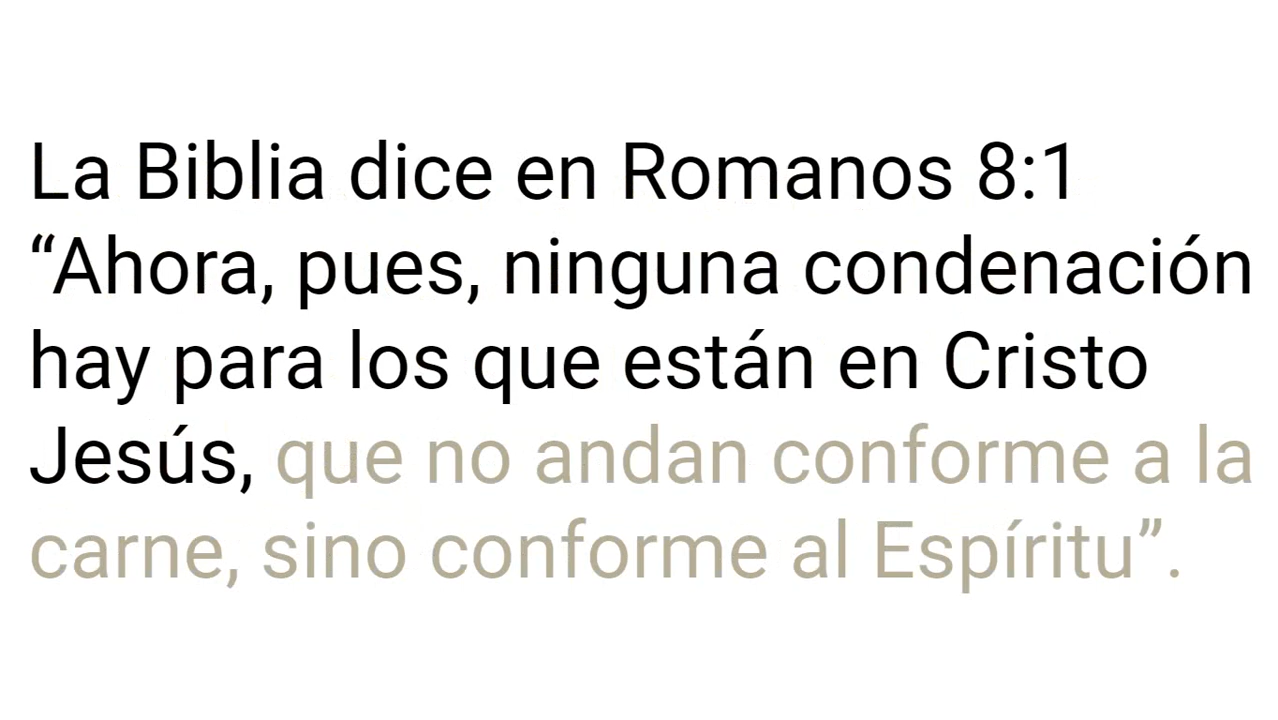 La Biblia dice en Romanos 8:1
“Ahora, pues, ninguna condenación
hay para los que están en Cristo
Jesús, que no andan conforme a la
carne, sino conforme al Espíritu”.